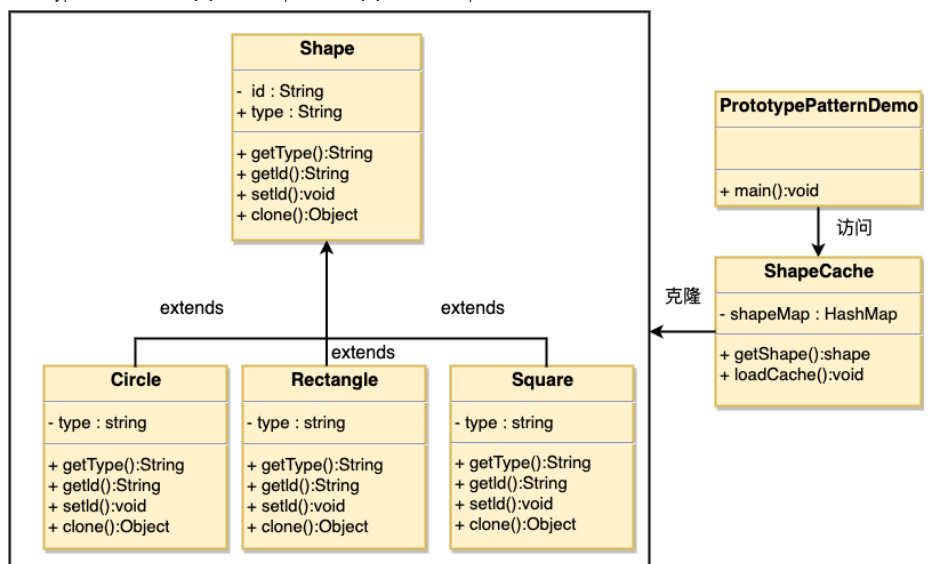 Shape
- id : String
+ type : String
+ getType():String
+ getId():String
+ setId():void
+ clone():Object
PrototypePatternDemo
+ main():void
访问
ShapeCache
- shapeMap : HashMap
+ getShape():shape
+ loadCache():void
克隆
extends
extends
extends
Circle
- type : string
+ getType():String
+ getId():String
+ setId():void
+ clone():Object
Rectangle
- type : string
+ getType():String
+ getId():String
+ setId():void
+ clone():Object
Square
- type : string
+ getType():String
+ getId():String
+ setId():void
+ clone():Object